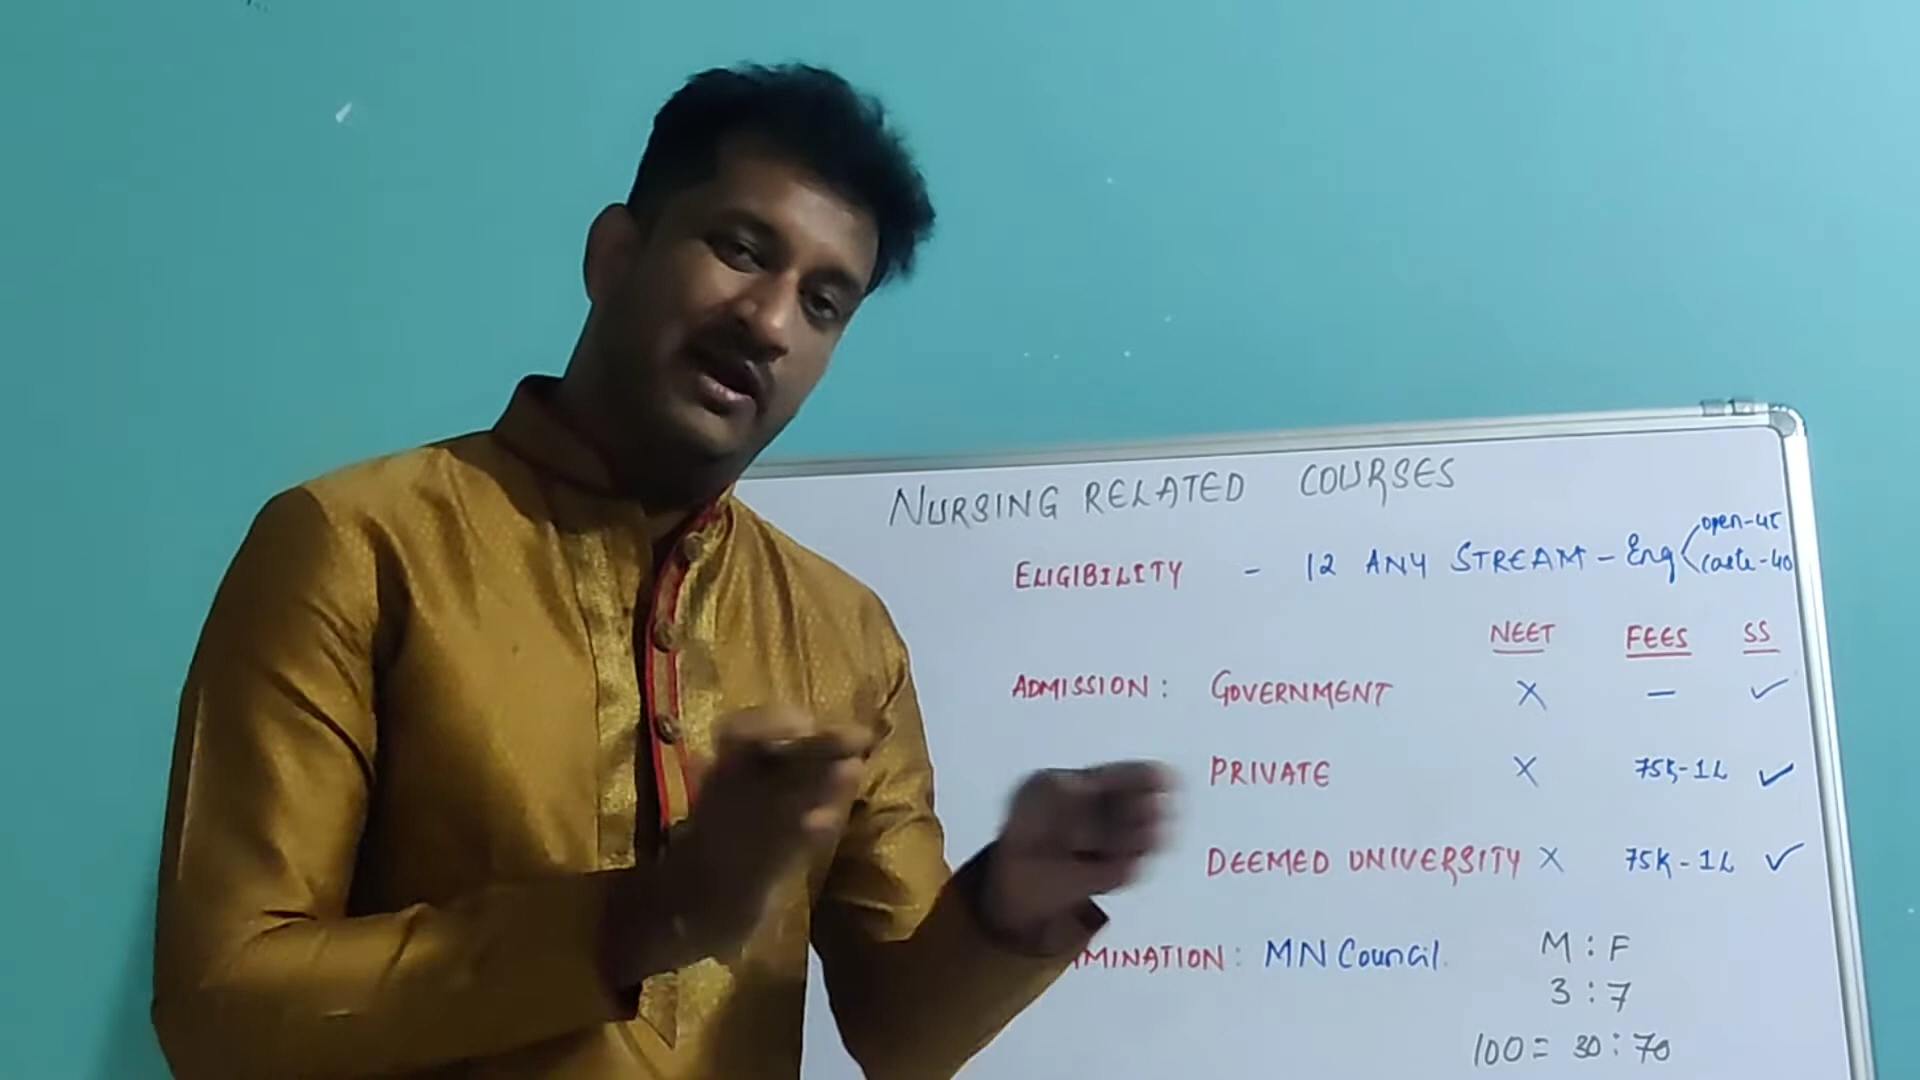 NURSING RELATED COURSES
ELIGIBILITY - 12 ANY STREAM - Eng open-45
caste-40
NEET FEES SS
ADMISSION: GOVERNMENT X — ✓
PRIVATE X 75k-1L ✓
DEEMED UNIVERSITY X 75K-1L ✓
MINATION: MN Council. M : F
3 : 7
100 = 30 : 70